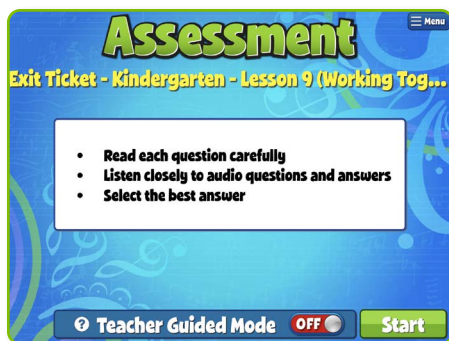 Menu
Assessment
Exit Ticket - Kindergarten - Lesson 9 (Working Tog...
• Read each question carefully
• Listen closely to audio questions and answers
• Select the best answer
? Teacher Guided Mode OFF
Start